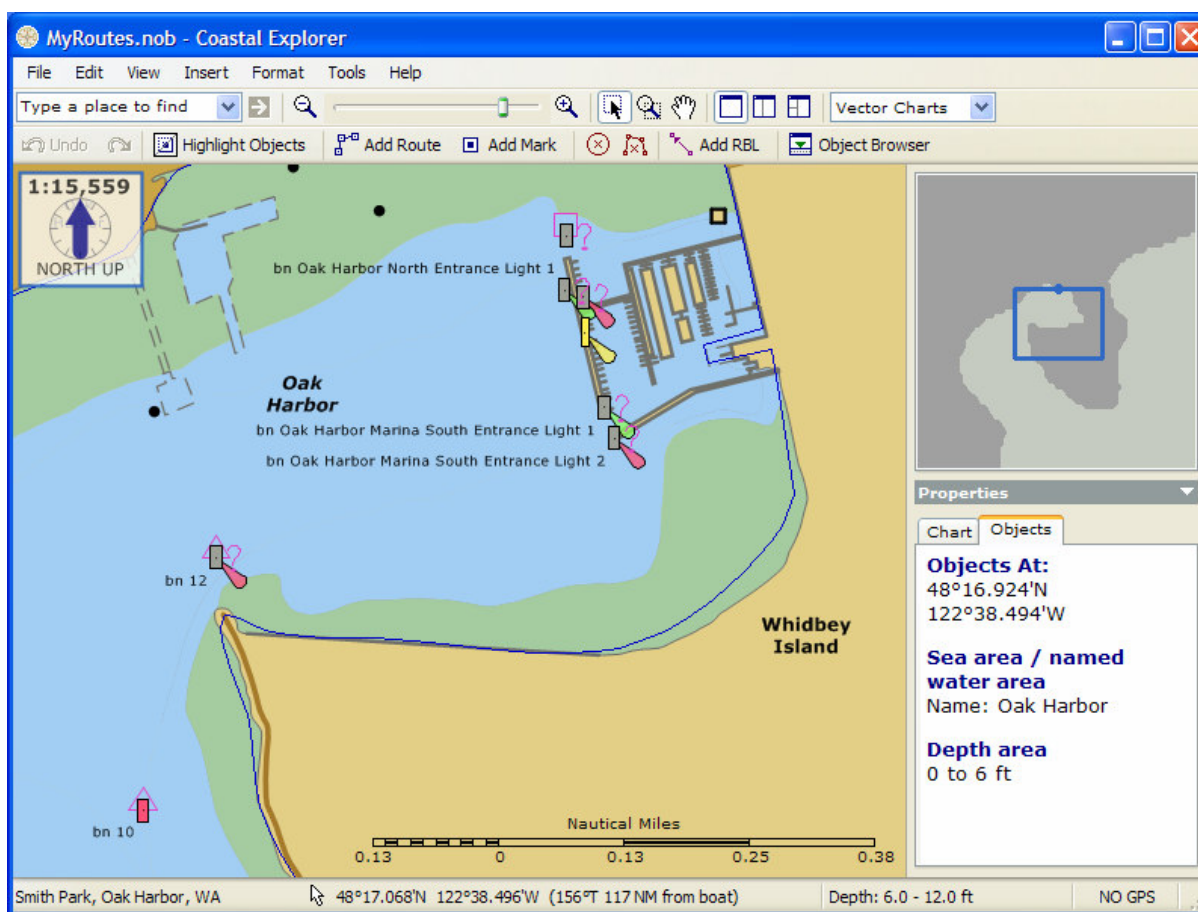 MyRoutes.nob - Coastal Explorer
File Edit View Insert Format Tools Help
Type a place to find Vector Charts
Undo Highlight Objects Add Route Add Mark Add RBL Object Browser
1:15,559
NORTH UP
bn Oak Harbor North Entrance Light 1
Oak
Harbor
bn Oak Harbor Marina South Entrance Light 1
bn Oak Harbor Marina South Entrance Light 2
bn 12
Whidbey
Island
bn 10
Nautical Miles
0.13 0 0.13 0.25 0.38
Properties
Chart Objects
Objects At:
48°16.924'N
122°38.494'W
Sea area / named
water area
Name: Oak Harbor
Depth area
0 to 6 ft
Smith Park, Oak Harbor, WA 48°17.068'N 122°38.496'W (156°T 117 NM from boat) Depth: 6.0 - 12.0 ft NO GPS